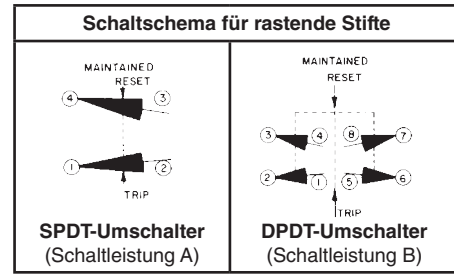 Schaltschema für rastende Stifte
MAINTAINED
RESET
4 3
1 2
TRIP
SPDT-Umschalter
(Schaltleistung A)
MAINTAINED
RESET
3 4 8 7
2 1 5 6
TRIP
DPDT-Umschalter
(Schaltleistung B)